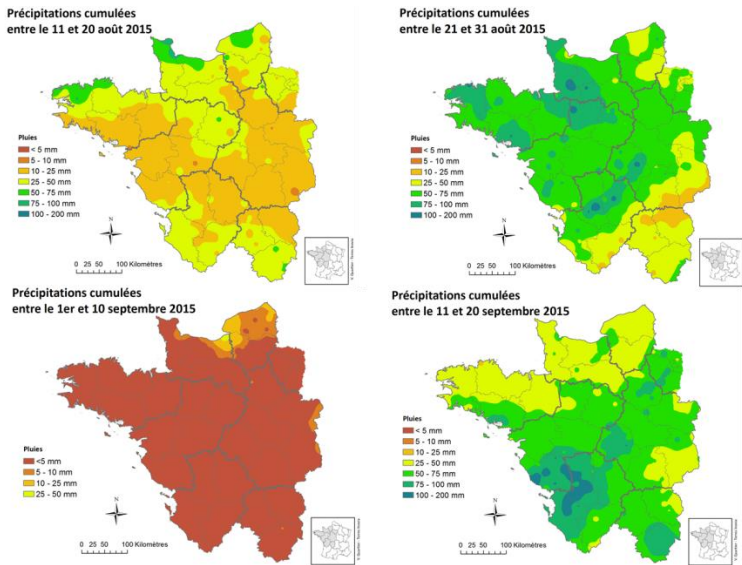 Précipitations cumulées
entre le 11 et 20 août 2015
Pluies
< 5 mm
5 - 10 mm
10 - 25 mm
25 - 50 mm
50 - 75 mm
75 - 100 mm
100 - 200 mm
N
0 25 50 100 Kilomètres
Précipitations cumulées
entre le 21 et 31 août 2015
Pluies
< 5 mm
5 - 10 mm
10 - 25 mm
25 - 50 mm
50 - 75 mm
75 - 100 mm
100 - 200 mm
N
0 25 50 100 Kilomètres
Précipitations cumulées
entre le 1er et 10 septembre 2015
Pluies
<5 mm
5 - 10 mm
10 - 25 mm
25 - 50 mm
N
0 25 50 100 Kilomètres
Précipitations cumulées
entre le 11 et 20 septembre 2015
Pluies
< 5 mm
5 - 10 mm
10 - 25 mm
25 - 50 mm
50 - 75 mm
75 - 100 mm
100 - 200 mm
N
0 25 50 100 Kilomètres